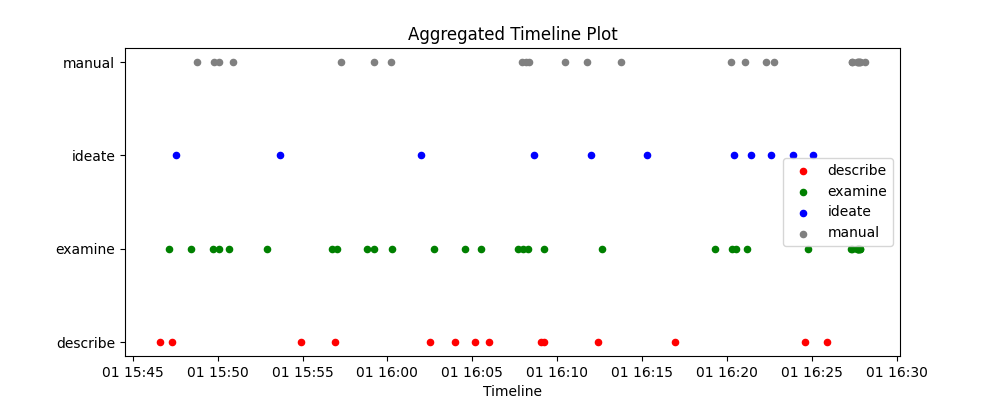 Aggregated Timeline Plot
manual
ideate
examine
describe
describe
examine
ideate
manual
01 15:45 01 15:50 01 15:55 01 16:00 01 16:05 01 16:10 01 16:15 01 16:20 01 16:25 01 16:30
Timeline